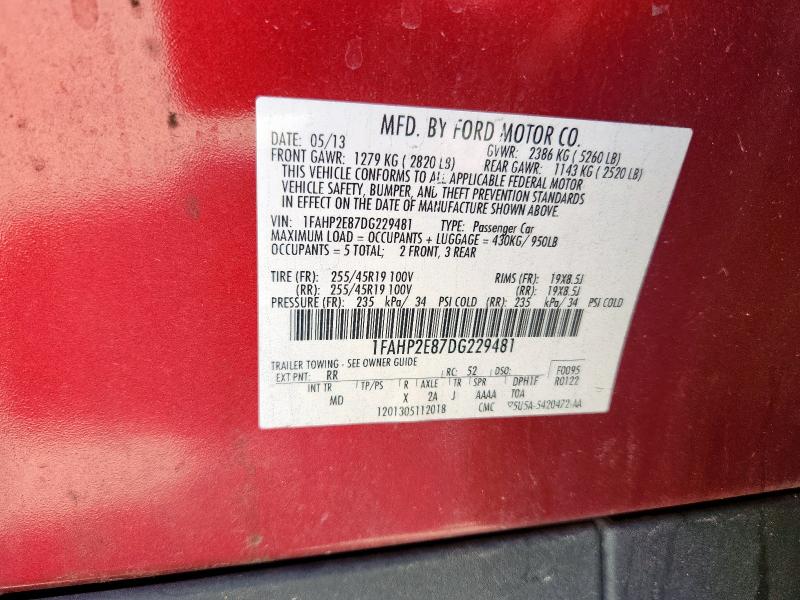 MFD. BY FORD MOTOR CO.
DATE: 05/13 GVWR: 2386 KG ( 5260 LB)
FRONT GAWR: 1279 KG ( 2820 LB) REAR GAWR: 1143 KG ( 2520 LB)
THIS VEHICLE CONFORMS TO ALL APPLICABLE FEDERAL MOTOR
VEHICLE SAFETY, BUMPER, AND THEFT PREVENTION STANDARDS
IN EFFECT ON THE DATE OF MANUFACTURE SHOWN ABOVE.
VIN: 1FAHP2E87DG229481 TYPE: Passenger Car
MAXIMUM LOAD = OCCUPANTS + LUGGAGE = 430KG/ 950LB
OCCUPANTS = 5 TOTAL; 2 FRONT, 3 REAR
TIRE (FR): 255/45R19 100V RIMS (FR): 19X8.5J
(RR): 255/45R19 100V (RR): 19X8.5J
PRESSURE (FR): 235 kPa/ 34 PSI COLD (RR): 235 kPa/ 34 PSI COLD
1FAHP2E87DG229481
TRAILER TOWING - SEE OWNER GUIDE
EXT PNT: RR RC: 52 DSO: F0095
R0122
INT TR TP/PS R AXLE TR SPR DPH1F
MD X 2A J AAAA T0A
1201305112018 CMC 5U5A-5420472-AA